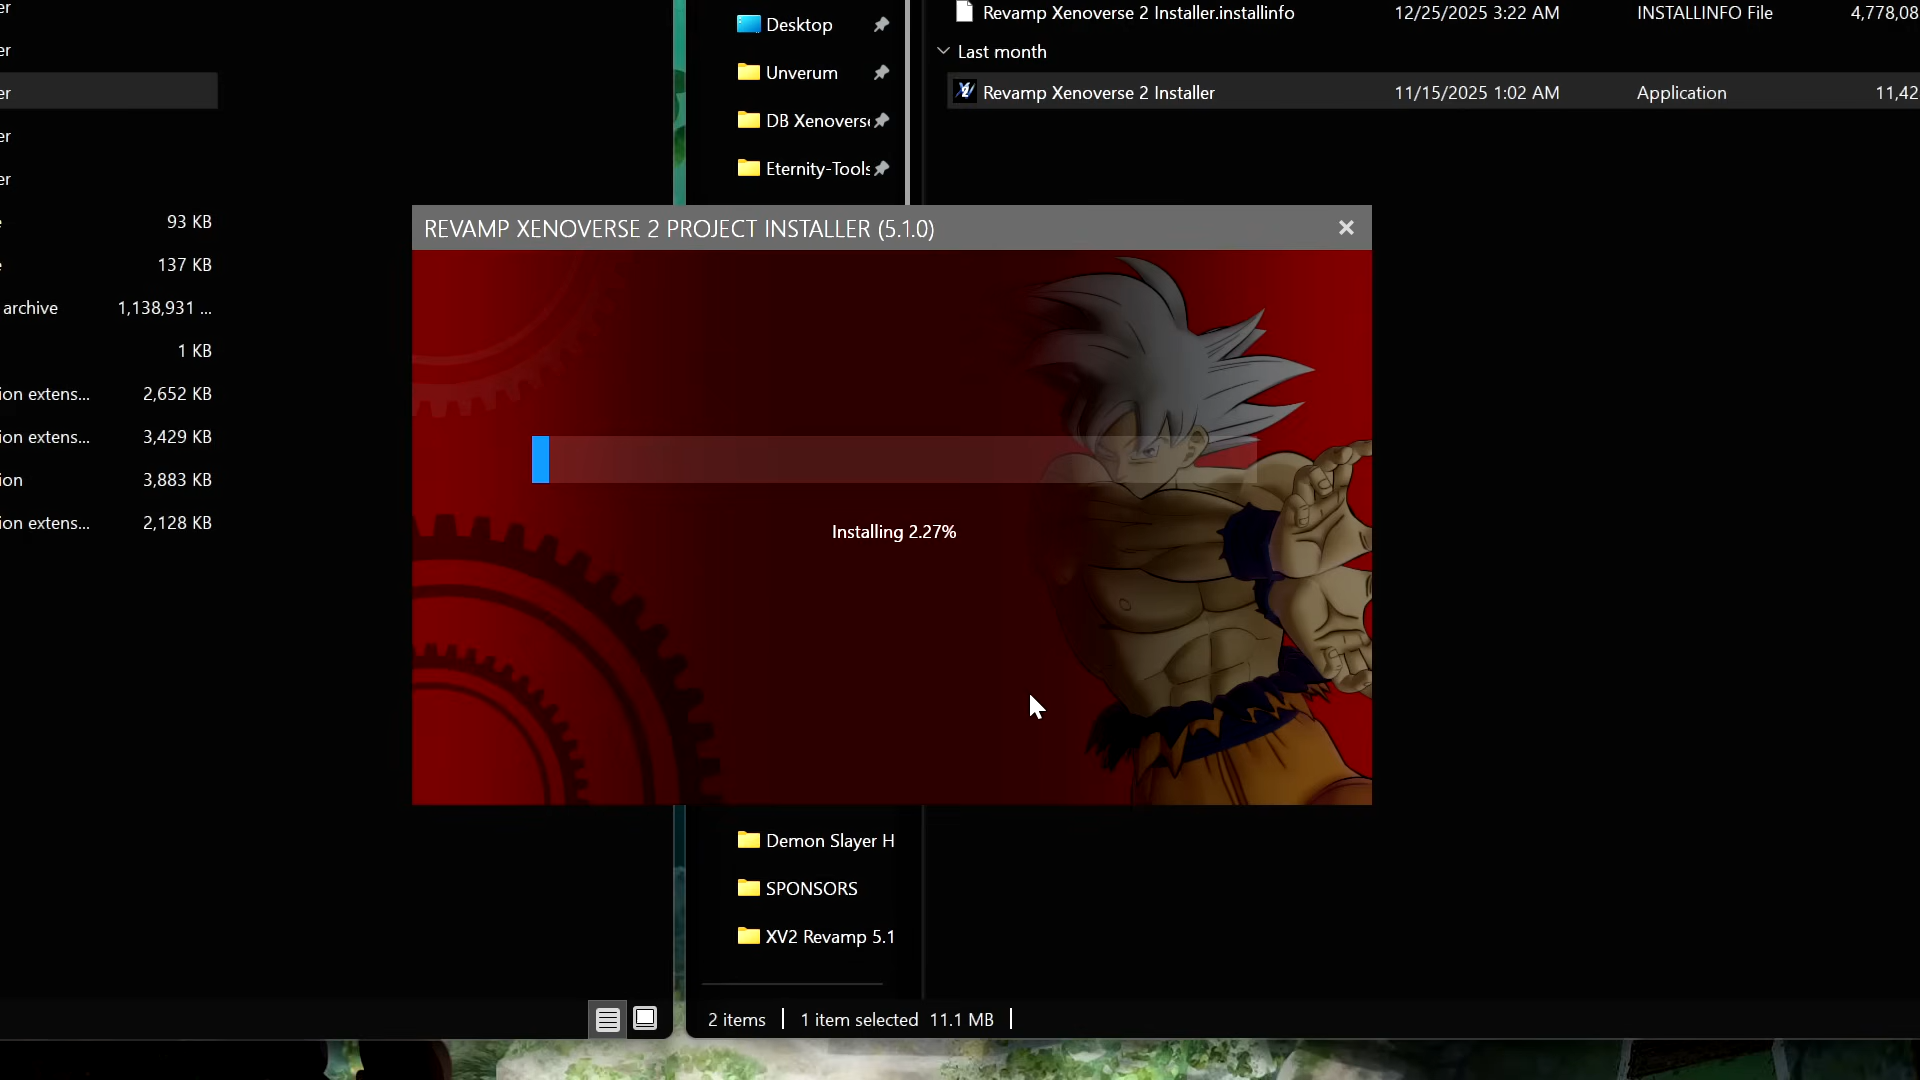 er
er
er
er
er
e 93 KB
e 137 KB
archive 1,138,931 ...
1 KB
ion extens... 2,652 KB
ion extens... 3,429 KB
ion 3,883 KB
ion extens... 2,128 KB
Desktop
Unverum
DB Xenoverse
Eternity-Tools
Revamp Xenoverse 2 Installer.installinfo 12/25/2025 3:22 AM INSTALLINFO File 4,778,08
Last month
Revamp Xenoverse 2 Installer 11/15/2025 1:02 AM Application 11,42
REVAMP XENOVERSE 2 PROJECT INSTALLER (5.1.0)
Installing 2.27%
Demon Slayer H
SPONSORS
XV2 Revamp 5.1
2 items 1 item selected 11.1 MB